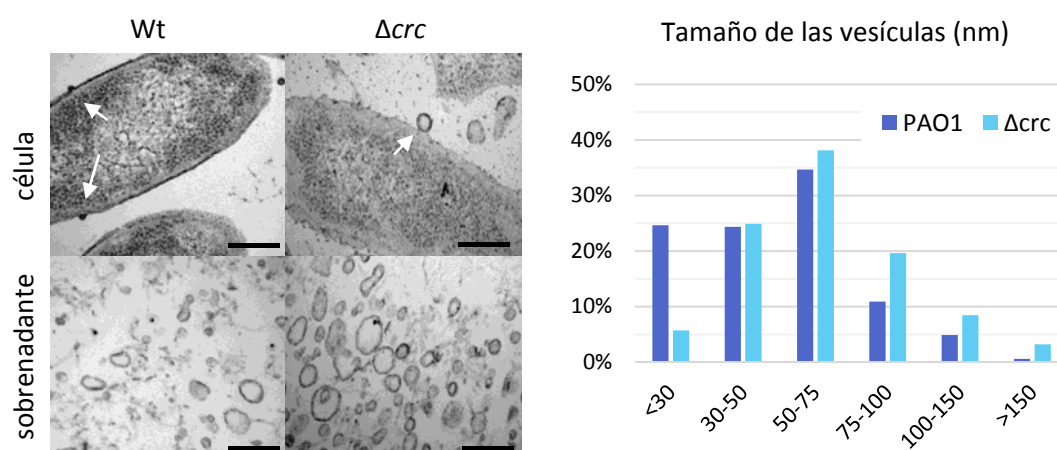 Wt
Δcrc
célula
sobrenadante
Tamaño de las vesículas (nm)
50%
40%
30%
20%
10%
0%
PAO1
Δcrc
<30
30-50
50-75
75-100
100-150
>150